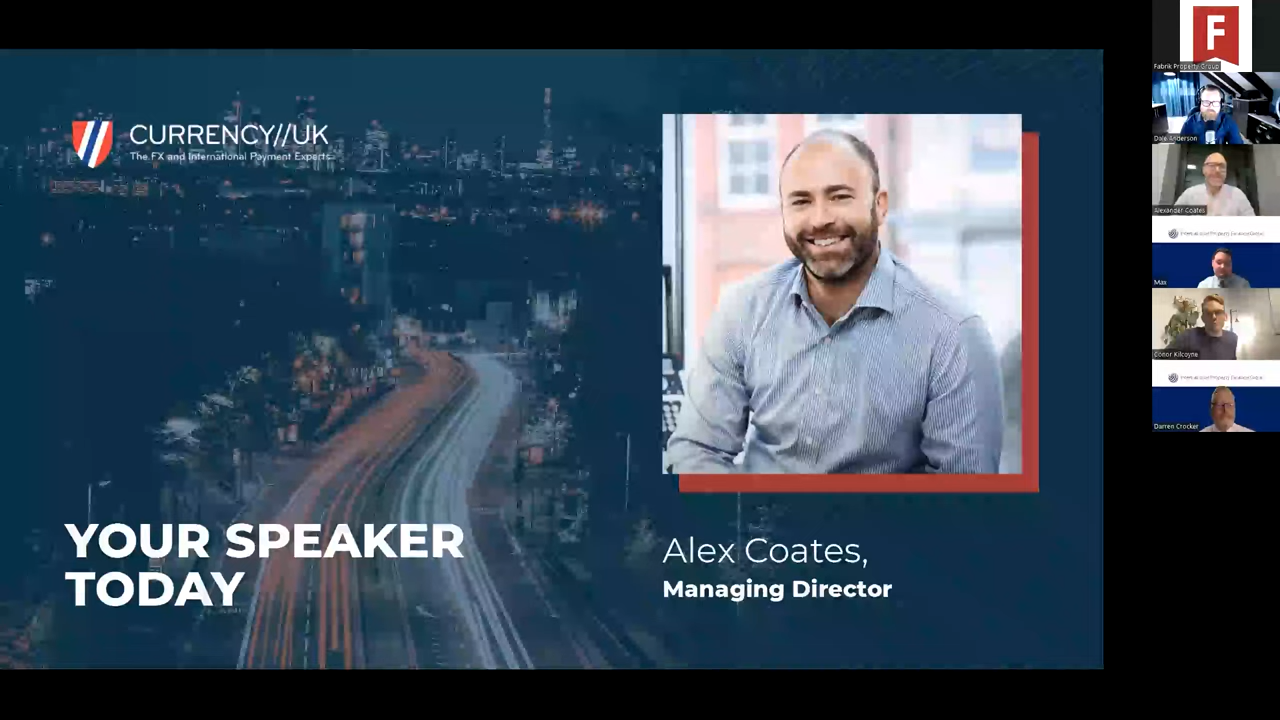 CURRENCY//UK
The FX and International Payment Experts
YOUR SPEAKER
TODAY
Alex Coates,
Managing Director
F
Fabrik Property Group
Dale Anderson
Alexander Coates
Max
Conor Kilcoyne
Darren Crocker